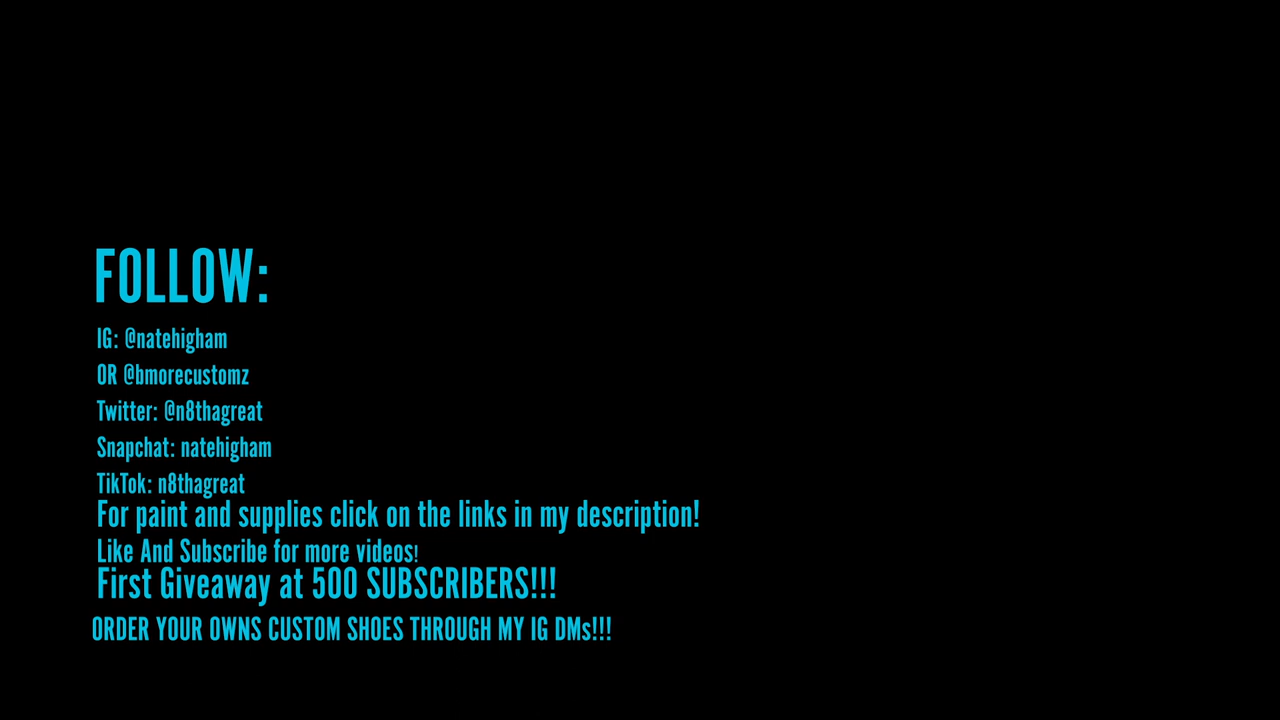 FOLLOW:
IG: @natehigham
OR @bmorecustomz
Twitter: @n8thagreat
Snapchat: natehigham
TikTok: n8thagreat
For paint and supplies click on the links in my description!
Like And Subscribe for more videos!
First Giveaway at 500 SUBSCRIBERS!!!
ORDER YOUR OWNS CUSTOM SHOES THROUGH MY IG DMs!!!